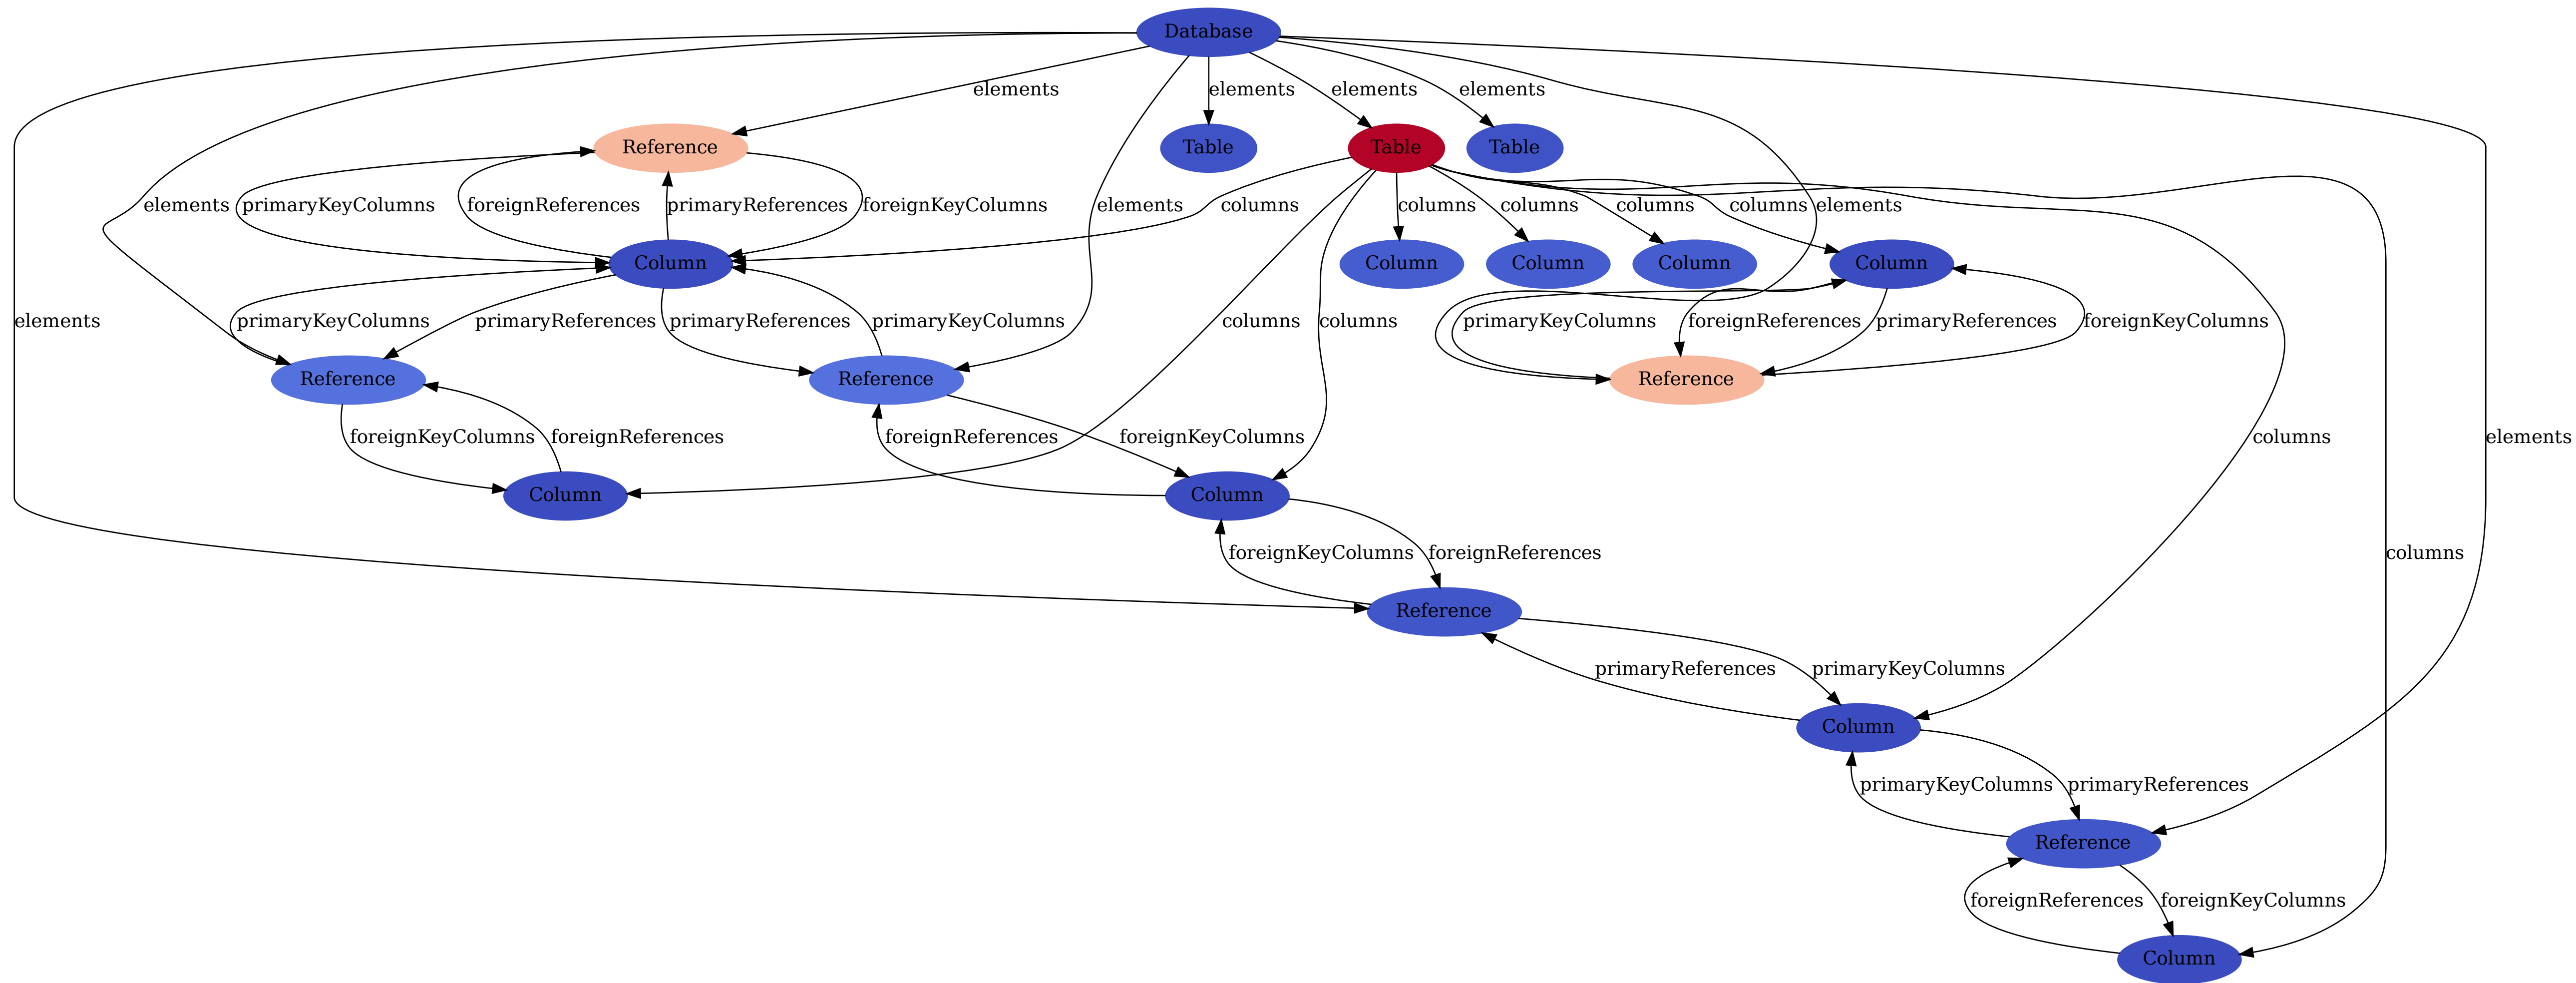 Database
elements
elements
elements
elements
Reference
Table
Table
Table
elements
primaryKeyColumns
foreignReferences
primaryReferences
foreignKeyColumns
elements
columns
columns
columns
columns
columns
elements
Column
Column
Column
Column
Column
elements
primaryKeyColumns
primaryReferences
primaryReferences
primaryKeyColumns
columns
columns
primaryKeyColumns
foreignReferences
primaryReferences
foreignKeyColumns
Reference
Reference
Reference
foreignKeyColumns
foreignReferences
foreignReferences
foreignKeyColumns
columns
elements
Column
Column
foreignKeyColumns
foreignReferences
columns
Reference
primaryReferences
primaryKeyColumns
Column
primaryKeyColumns
primaryReferences
Reference
foreignReferences
foreignKeyColumns
Column